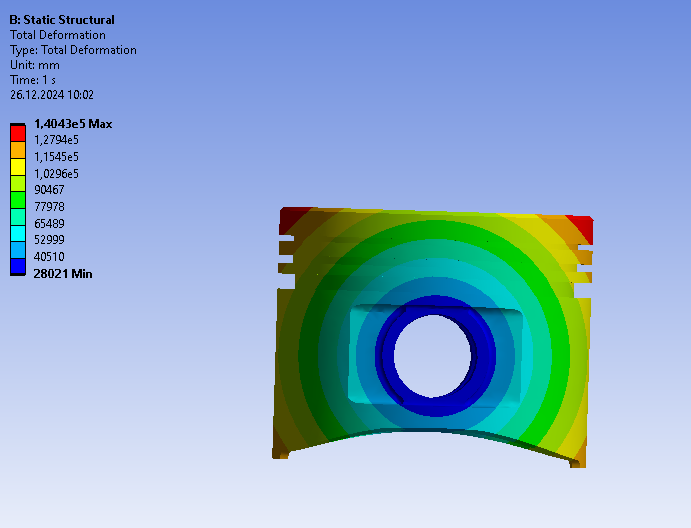 B: Static Structural
Total Deformation
Type: Total Deformation
Unit: mm
Time: 1 s
26.12.2024 10:02
1,4043e5 Max
1,2794e5
1,1545e5
1,0296e5
90467
77978
65489
52999
40510
28021 Min